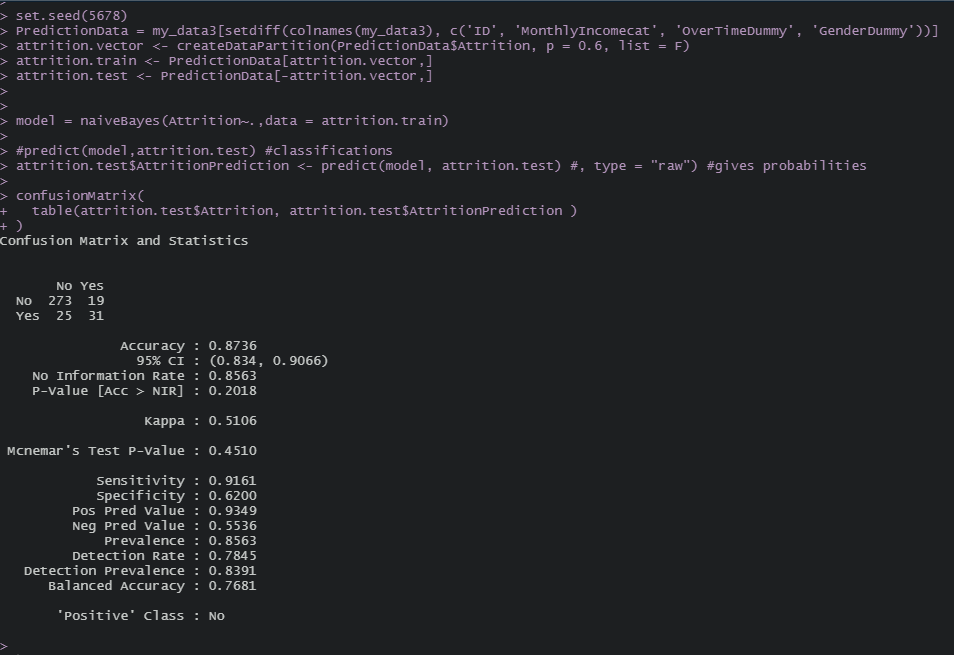 >
> set.seed(5678)
> PredictionData = my_data3[setdiff(colnames(my_data3), c('ID', 'MonthlyIncomecat', 'OverTimeDummy', 'GenderDummy'))]
> attrition.vector <- createDataPartition(PredictionData$Attrition, p = 0.6, list = F)
> attrition.train <- PredictionData[attrition.vector,]
> attrition.test <- PredictionData[-attrition.vector,]
>
>
> model = naiveBayes(Attrition~.,data = attrition.train)
>
> #predict(model,attrition.test) #classifications
> attrition.test$AttritionPrediction <- predict(model, attrition.test) #, type = "raw") #gives probabilities
>
> confusionMatrix(
+   table(attrition.test$Attrition, attrition.test$AttritionPrediction )
+ )
Confusion Matrix and Statistics
No Yes
No  273  19
Yes  25  31
Accuracy : 0.8736
95% CI : (0.834, 0.9066)
No Information Rate : 0.8563
P-Value [Acc > NIR] : 0.2018
Kappa : 0.5106
Mcnemar's Test P-Value : 0.4510
Sensitivity : 0.9161
Specificity : 0.6200
Pos Pred Value : 0.9349
Neg Pred Value : 0.5536
Prevalence : 0.8563
Detection Rate : 0.7845
Detection Prevalence : 0.8391
Balanced Accuracy : 0.7681
'Positive' Class : No
>